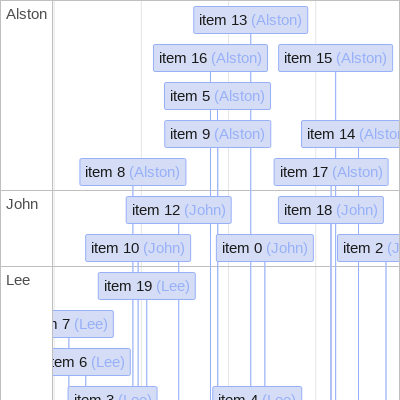 Alston
item 13 (Alston)
item 16 (Alston) item 15 (Alston)
item 5 (Alston)
item 9 (Alston) item 14 (Alsto
item 8 (Alston) item 17 (Alston)
John
item 12 (John) item 18 (John)
item 10 (John) item 0 (John) item 2 (J
Lee
item 19 (Lee)
7 (Lee)
tem 6 (Lee)
item 3 (Lee) item 4 (Lee)